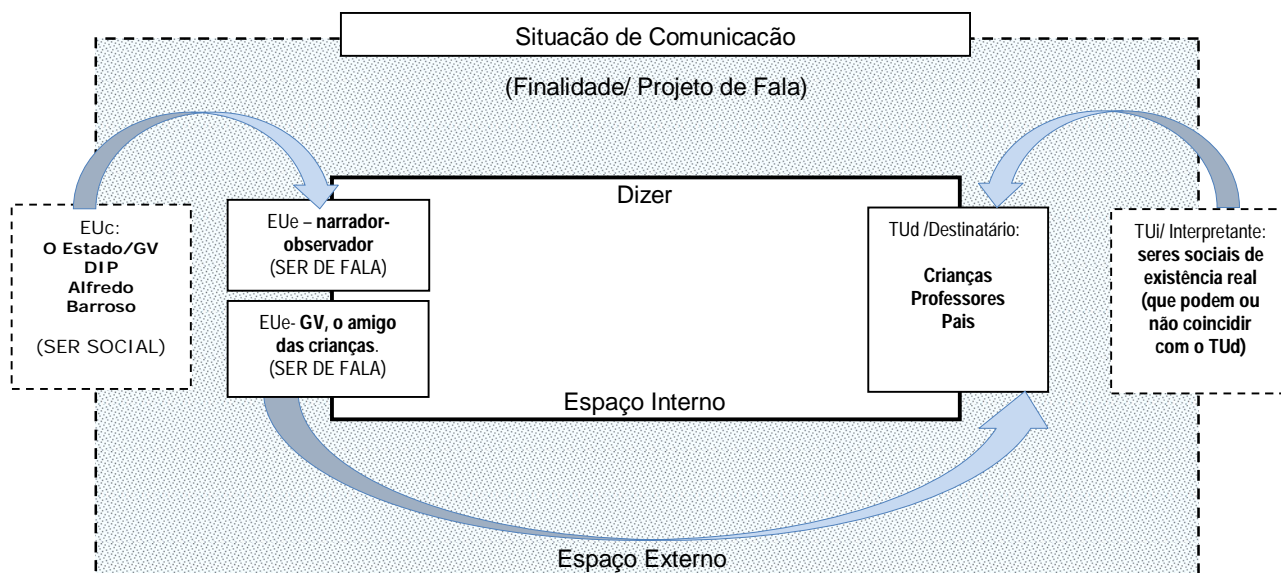 Situacão de Comunicacão
(Finalidade/ Projeto de Fala)
Dizer
EUc:
O Estado/GV
DIP
Alfredo
Barroso
(SER SOCIAL)
EUe – narrador-
observador
(SER DE FALA)
EUe- GV, o amigo
das crianças.
(SER DE FALA)
TUd /Destinatário:
Crianças
Professores
Pais
TUi/ Interpretante:
seres sociais de
existência real
(que podem ou
não coincidir
com o TUd)
Espaço Interno
Espaço Externo